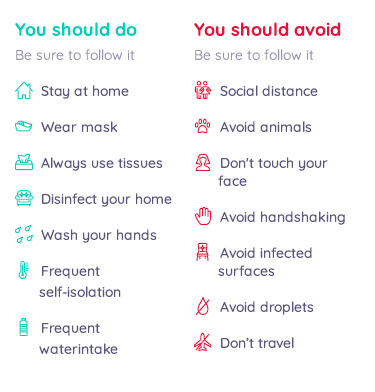 You should do
Be sure to follow it
Stay at home
Wear mask
Always use tissues
Disinfect your home
Wash your hands
Frequent
self-isolation
Frequent
waterintake
You should avoid
Be sure to follow it
Social distance
Avoid animals
Don't touch your
face
Avoid handshaking
Avoid infected
surfaces
Avoid droplets
Don't travel